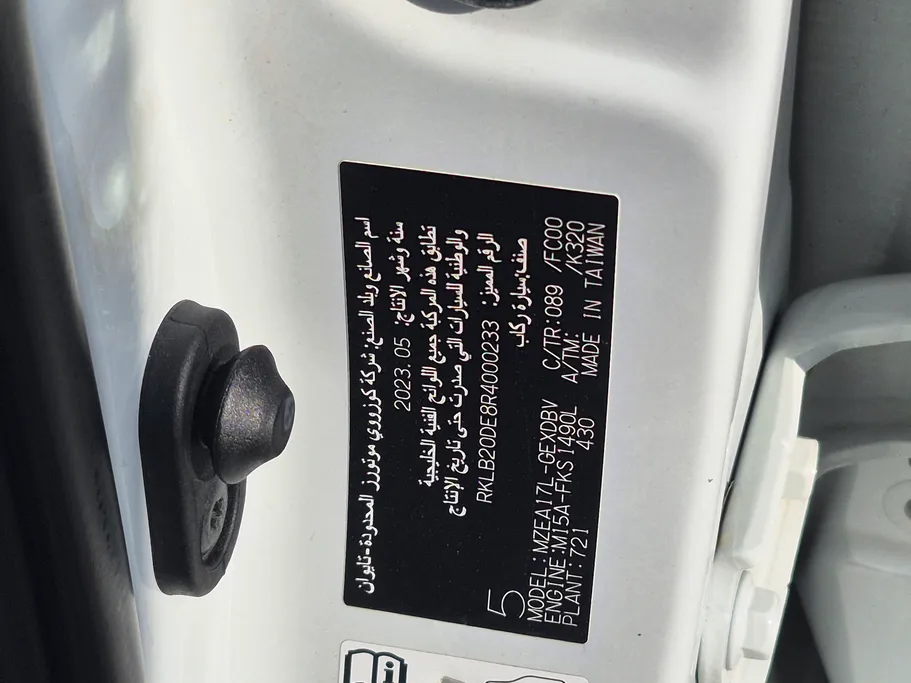 اسم الصانع وبلد الصنع: شركة كوزووي موتورز المحدودة-تايوان
سنة وشهر الانتاج: 2023.05
تطابق هذه المركبة جميع اللوائح الفنية الخليجية
والوطنية للسيارات التي صدرت حتى تاريخ الإنتاج
الرقم المميز: RKLB20DE8R4000233
صنف:سيارة ركاب
5
MODEL:MZEA17L-GEXDBV C/TR:089 /FC00
ENGINE:M15A-FKS 1490L A/TM: /K320
PLANT:721 430 MADE IN TAIWAN